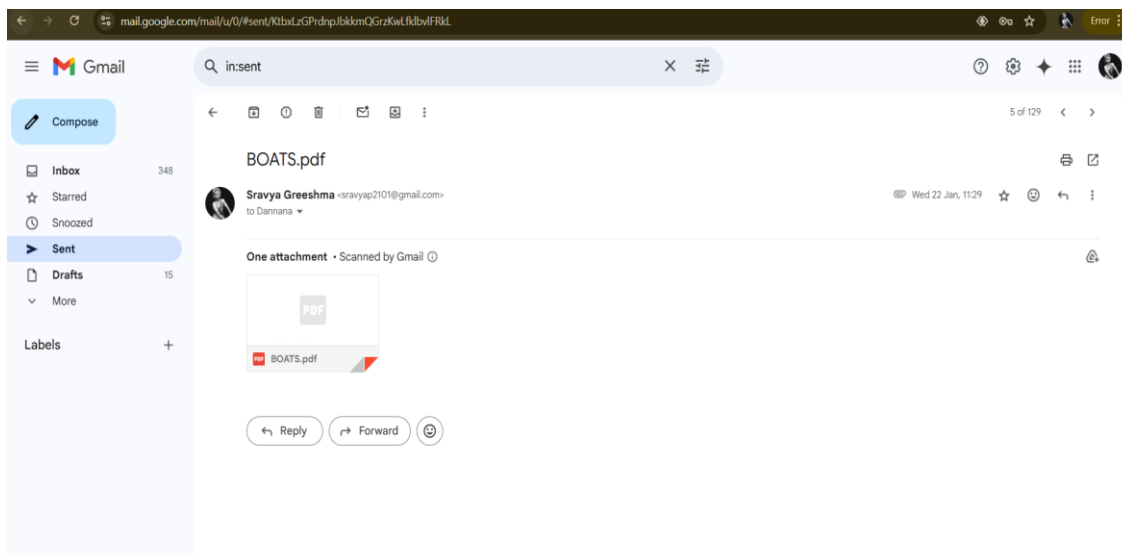 mail.google.com/mail/u/0/#sent/KtbxLzGPrdnpJbkkmQGrzKwLfklbvlFRkL
Error
Gmail
in:sent
Compose
5 of 129
Inbox 348
Starred
Snoozed
Sent
Drafts 15
More
Labels
BOATS.pdf
Sravya Greeshma <sravyap2101@gmail.com>
Wed 22 Jan, 11:29
to Dannana
One attachment • Scanned by Gmail
PDF
PDF BOATS.pdf
Reply
Forward